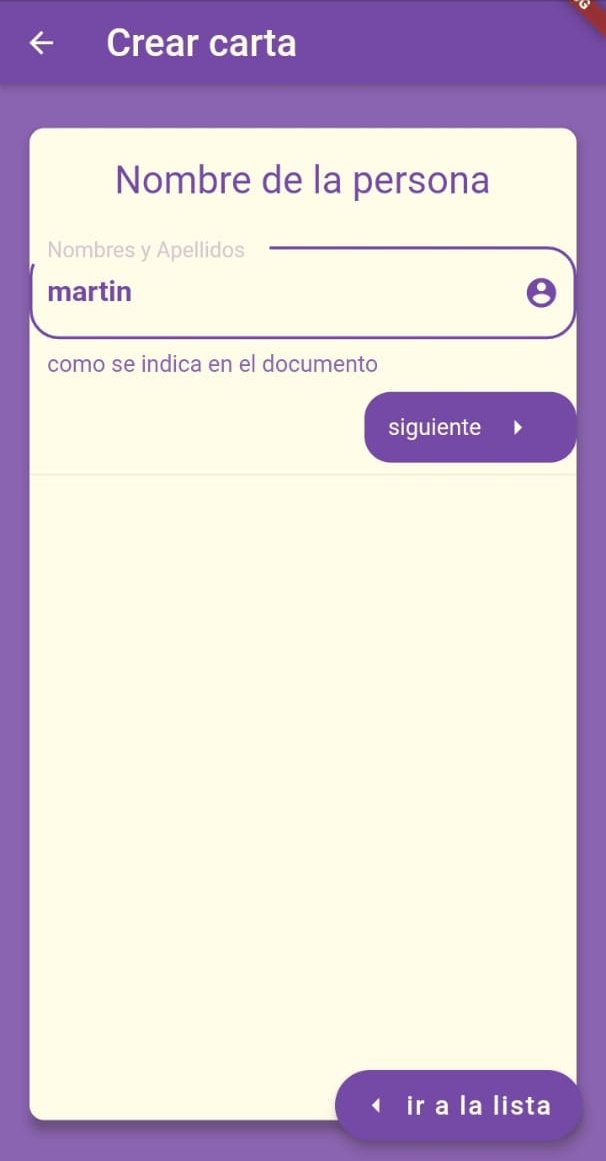 Crear carta
Nombre de la persona
Nombres y Apellidos
martin
como se indica en el documento
siguiente
ir a la lista